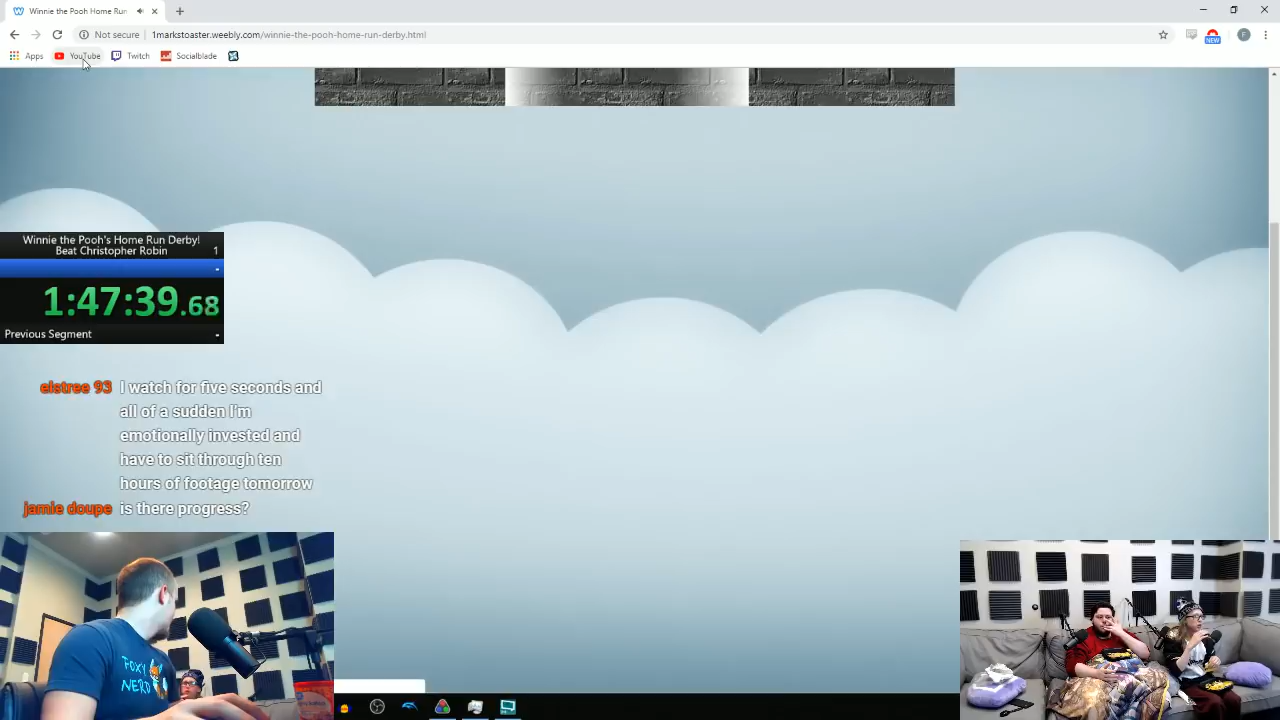 Winnie the Pooh Home Run
Not secure
1markstoaster.weebly.com/winnie-the-pooh-home-run-derby.html
NEW
F
Apps
YouTube
Twitch
Socialblade
Winnie the Pooh's Home Run Derby!
Beat Christopher Robin 1
-
1:47:39.68
Previous Segment -
elstree 93 I watch for five seconds and
all of a sudden I'm
emotionally invested and
have to sit through ten
hours of footage tomorrow
jamie doupe is there progress?
FOXY
NERD